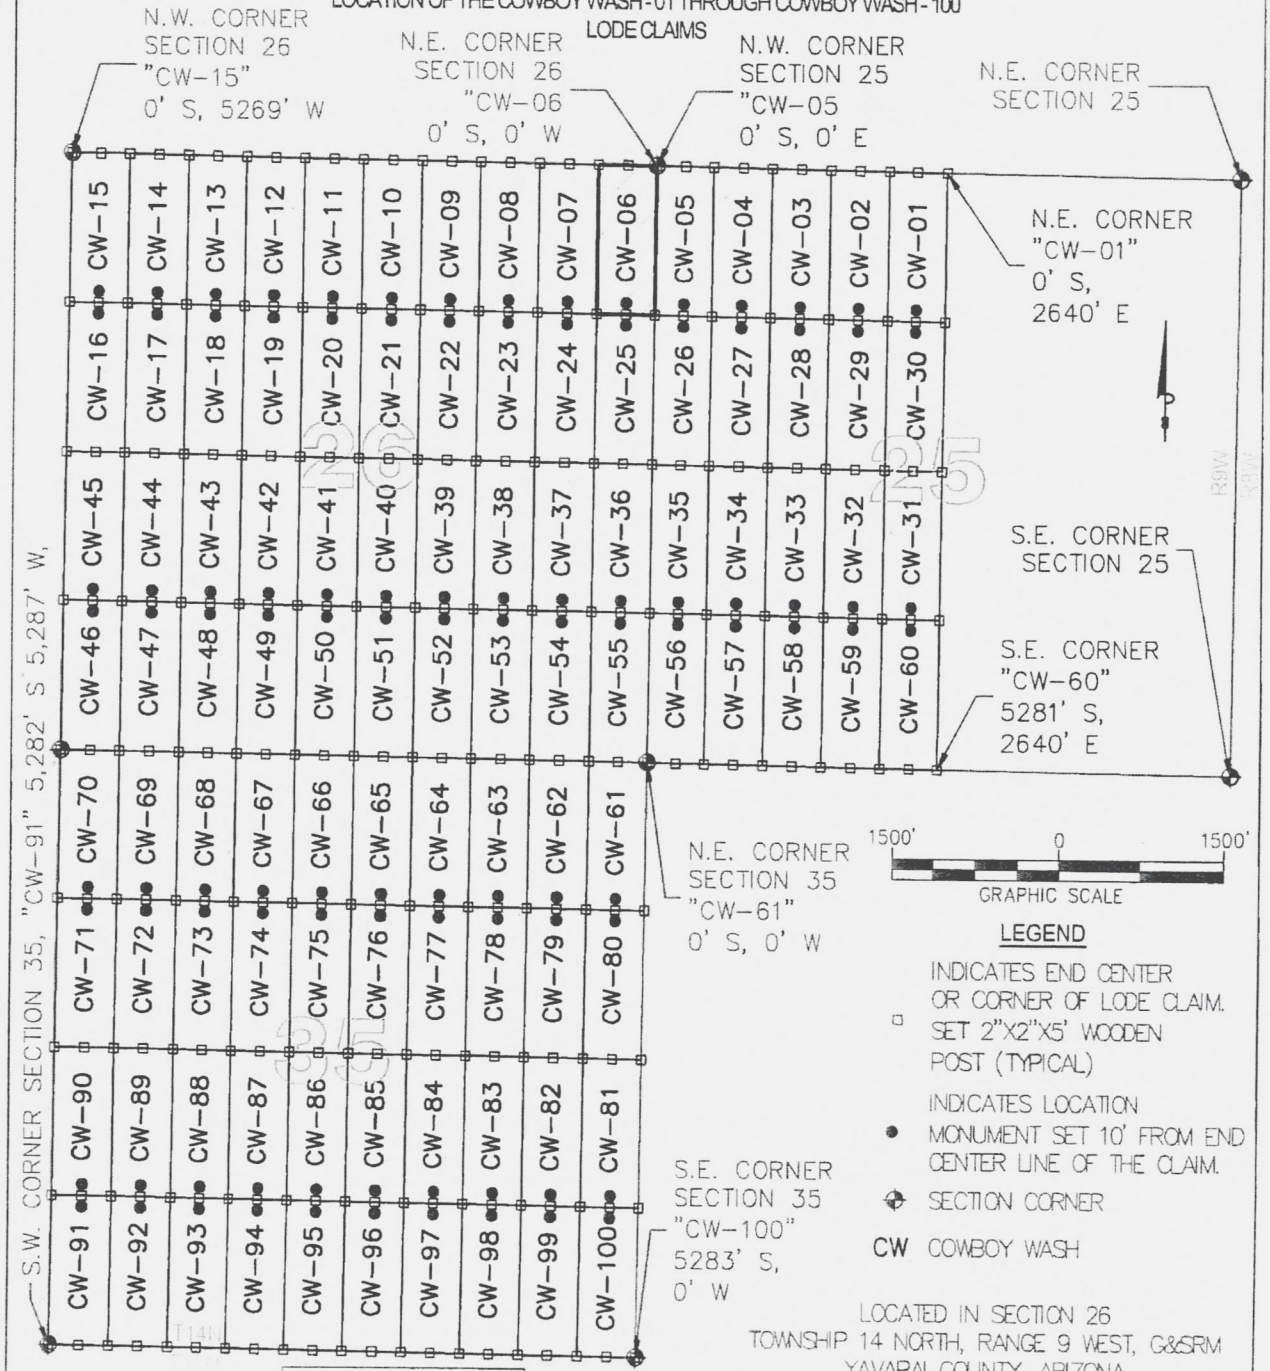 LOCATION OF THE COWBOY WASH-01 THROUGH COWBOY WASH-100
LODE CLAIMS
N.W. CORNER
SECTION 26
"CW-15"
0' S, 5269' W
N.E. CORNER
SECTION 26
"CW-06
0' S, 0' W
N.W. CORNER
SECTION 25
"CW-05
0' S, 0' E
N.E. CORNER
SECTION 25
CW-15 CW-14 CW-13 CW-12 CW-11 CW-10 CW-09 CW-08 CW-07 CW-06 CW-05 CW-04 CW-03 CW-02 CW-01
N.E. CORNER
"CW-01"
0' S,
2640' E
CW-16 CW-17 CW-18 CW-19 CW-20 CW-21 CW-22 CW-23 CW-24 CW-25 CW-26 CW-27 CW-28 CW-29 CW-30
26
25
R9W
R8W
CW-45 CW-44 CW-43 CW-42 CW-41 CW-40 CW-39 CW-38 CW-37 CW-36 CW-35 CW-34 CW-33 CW-32 CW-31
S.E. CORNER
SECTION 25
CW-46 CW-47 CW-48 CW-49 CW-50 CW-51 CW-52 CW-53 CW-54 CW-55 CW-56 CW-57 CW-58 CW-59 CW-60
S.E. CORNER
"CW-60"
5281' S,
2640' E
CW-70 CW-69 CW-68 CW-67 CW-66 CW-65 CW-64 CW-63 CW-62 CW-61
N.E. CORNER
SECTION 35
"CW-61"
0' S, 0' W
CW-71 CW-72 CW-73 CW-74 CW-75 CW-76 CW-77 CW-78 CW-79 CW-80
35
CW-90 CW-89 CW-88 CW-87 CW-86 CW-85 CW-84 CW-83 CW-82 CW-81
S.E. CORNER
SECTION 35
"CW-100"
5283' S,
0' W
CW-91 CW-92 CW-93 CW-94 CW-95 CW-96 CW-97 CW-98 CW-99 CW-100
T14N
S.W. CORNER SECTION 35, "CW-91" 5,282' S 5,287' W,
1500' 0 1500'
GRAPHIC SCALE
LEGEND
INDICATES END CENTER
OR CORNER OF LODE CLAIM.
SET 2"X2"X5' WOODEN
POST (TYPICAL)
INDICATES LOCATION
MONUMENT SET 10' FROM END
CENTER LINE OF THE CLAIM.
SECTION CORNER
CW COWBOY WASH
LOCATED IN SECTION 26
TOWNSHIP 14 NORTH, RANGE 9 WEST, G&SRM
YAVAPAI COUNTY, ARIZONA